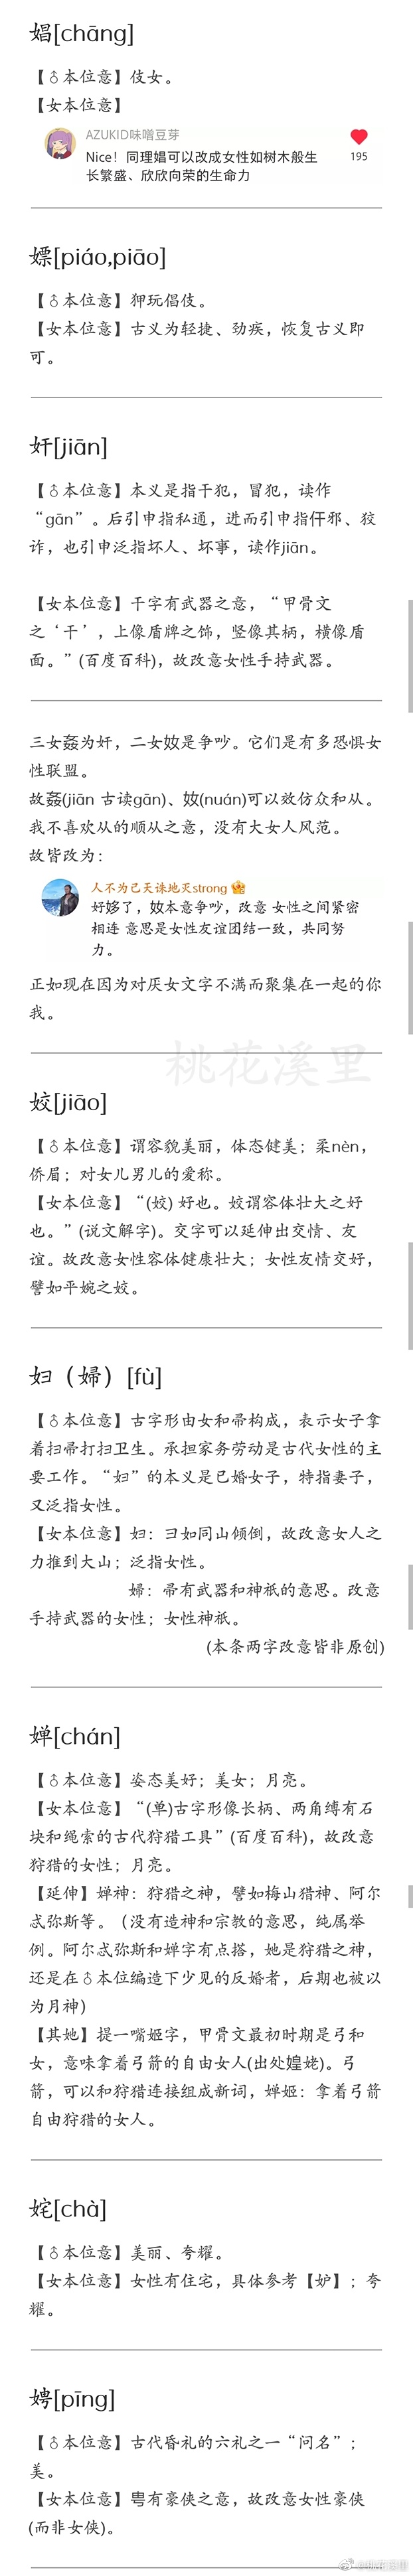 娼[chāng]
【♂本位意】伎女。
【女本位意】
AZUKID味噌豆芽
Nice！同理娼可以改成女性如树木般生
长繁盛、欣欣向荣的生命力
195
嫖[piáo,piāo]
【♂本位意】狎玩倡伎。
【女本位意】古义为轻捷、劲疾，恢复古义即
可。
奸[jiān]
【♂本位意】本义是指干犯，冒犯，读作
“gān”。后引申指私通，进而引申指仠邪、狡
诈，也引申泛指坏人、坏事，读作jiān。
【女本位意】干字有武器之意，“甲骨文
之‘干’，上像盾牌之饰，竖像其柄，横像盾
面。”(百度百科)，故改意女性手持武器。
三女姦为奸，二女奻是争吵。它们是有多恐惧女
性联盟。
故姦(jiān 古读gān)、奻(nuán)可以效仿众和从。
我不喜欢从的顺从之意，没有大女人风范。
故皆改为：
人不为己天诛地灭strong
好够了，奻本意争吵，改意 女性之间紧密
相连 意思是女性友谊团结一致，共同努
力。
正如现在因为对厌女文字不满而聚集在一起的你
我。
桃花溪里
姣[jiāo]
【♂本位意】谓容貌美丽，体态健美；柔nèn，
侨眉；对女儿男儿的爱称。
【女本位意】“(姣) 好也。姣谓容体壮大之好
也。”(说文解字)。交字可以延伸出交情、友
谊。故改意女性容体健康壮大；女性友情交好，
譬如平婉之姣。
妇（婦）[fù]
【♂本位意】古字形由女和帚构成，表示女子拿
着扫帚打扫卫生。承担家务劳动是古代女性的主
要工作。“妇”的本义是已婚女子，特指妻子，
又泛指女性。
【女本位意】妇：彐如同山倾倒，故改意女人之
力推到大山；泛指女性。
婦：帚有武器和神祇的意思。改意
手持武器的女性；女性神祇。
(本条两字改意皆非原创)
婵[chán]
【♂本位意】姿态美好；美女；月亮。
【女本位意】“(单)古字形像长柄、两角缚有石
块和绳索的古代狩猎工具”(百度百科)，故改意
狩猎的女性；月亮。
【延伸】婵神：狩猎之神，譬如梅山猎神、阿尔
忒弥斯等。（没有造神和宗教的意思，纯属举
例。阿尔忒弥斯和婵字有点搭，她是狩猎之神，
还是在♂本位编造下少见的反婚者，后期也被以
为月神）
【其她】提一嘴姬字，甲骨文最初时期是弓和
女，意味拿着弓箭的自由女人(出处媓姥)。弓
箭，可以和狩猎连接组成新词，婵姬：拿着弓箭
自由狩猎的女人。
姹[chà]
【♂本位意】美丽、夸耀。
【女本位意】女性有住宅，具体参考【妒】；夸
耀。
娉[pīng]
【♂本位意】古代昏礼的六礼之一“问名”；
美。
【女本位意】甹有豪侠之意，故改意女性豪侠
(而非女侠)。